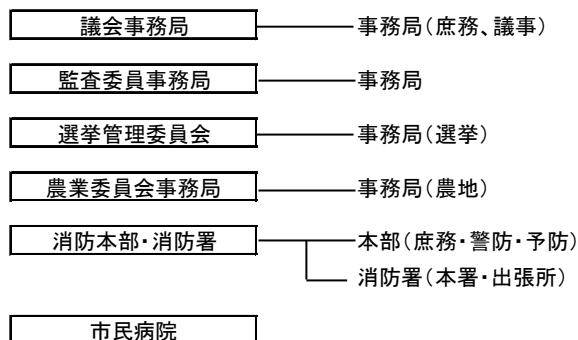 議会事務局 事務局(庶務、議事)
監査委員事務局 事務局
選挙管理委員会 事務局(選挙)
農業委員会事務局 事務局(農地)
消防本部・消防署 本部(庶務・警防・予防)
消防署(本署・出張所)
市民病院